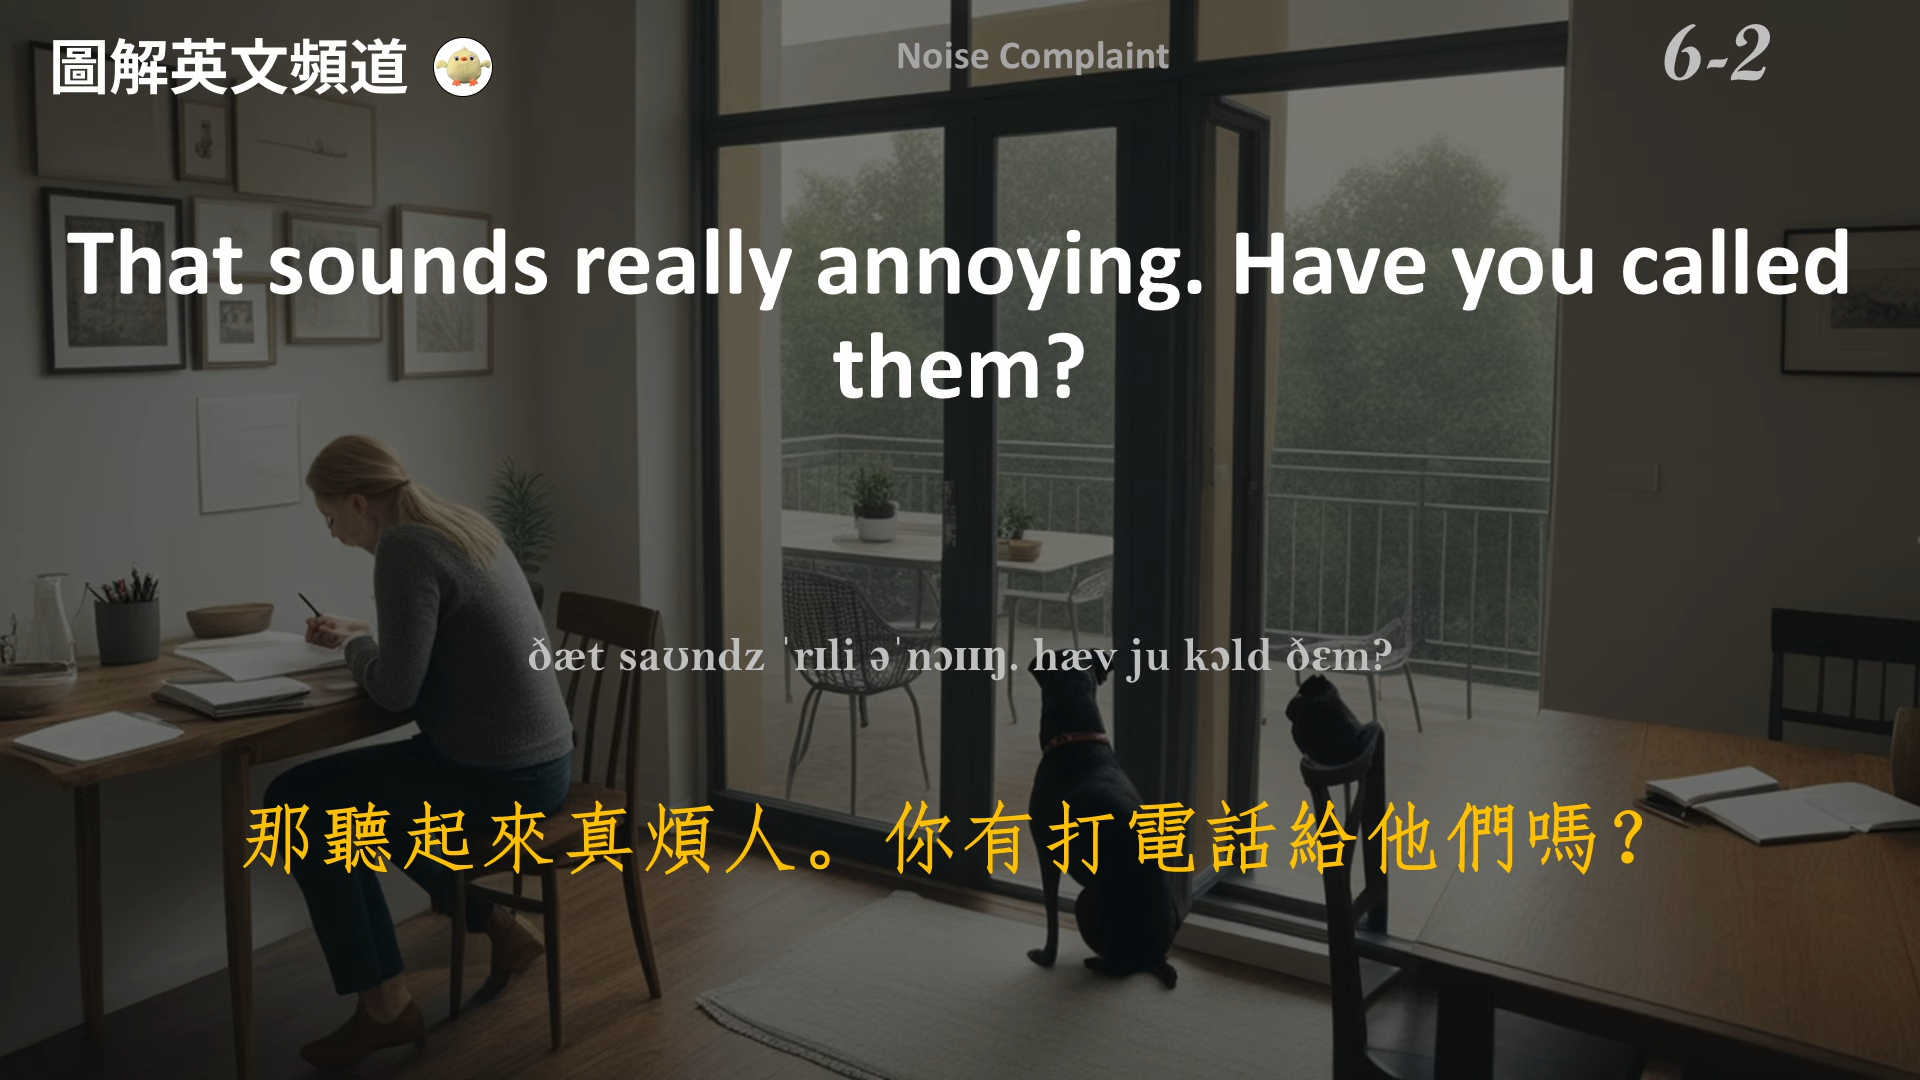 圖解英文頻道
Noise Complaint
6-2
That sounds really annoying. Have you called
them?
ðæt saʊndz ˈrɪli əˈnɔɪɪŋ. hæv ju kɔld ðɛm?
那聽起來真煩人。你有打電話給他們嗎？